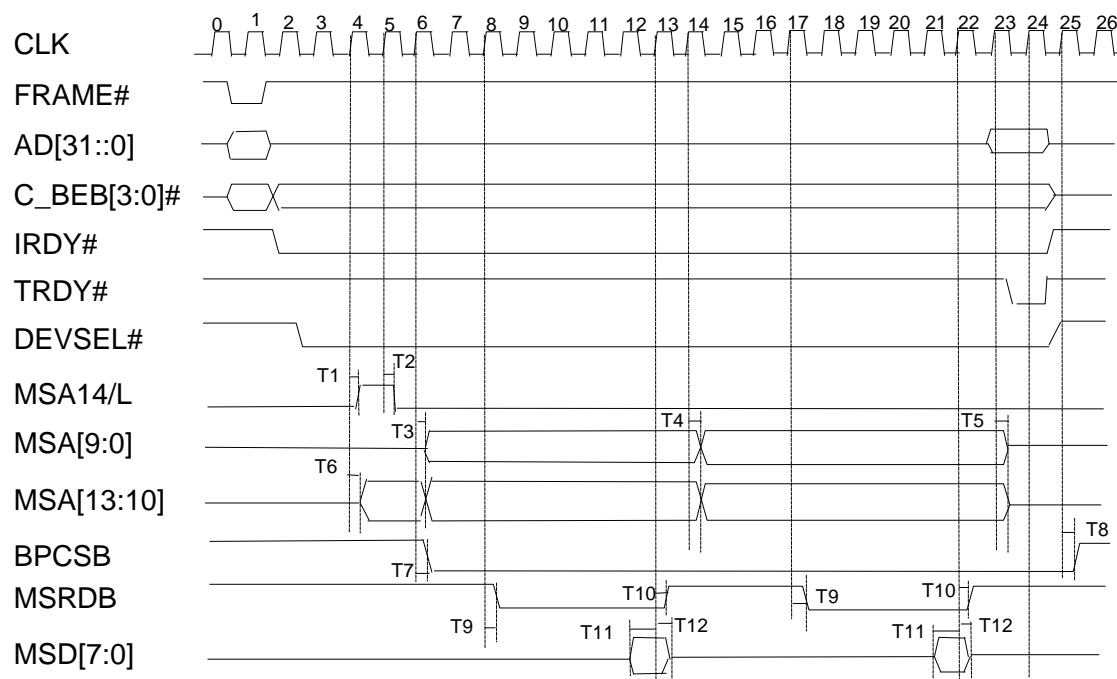 0 1 2 3 4 5 6 7 8 9 10 11 12 13 14 15 16 17 18 19 20 21 22 23 24 25 26
CLK
FRAME#
AD[31::0]
C_BEB[3:0]#
IRDY#
TRDY#
DEVSEL#
T1 T2
MSA14/L
T3 T4 T5
MSA[9:0]
T6
MSA[13:10]
T8
BPCSB
T7
MSRDB
T10 T9 T10
T9 T11 T12 T11 T12
MSD[7:0]